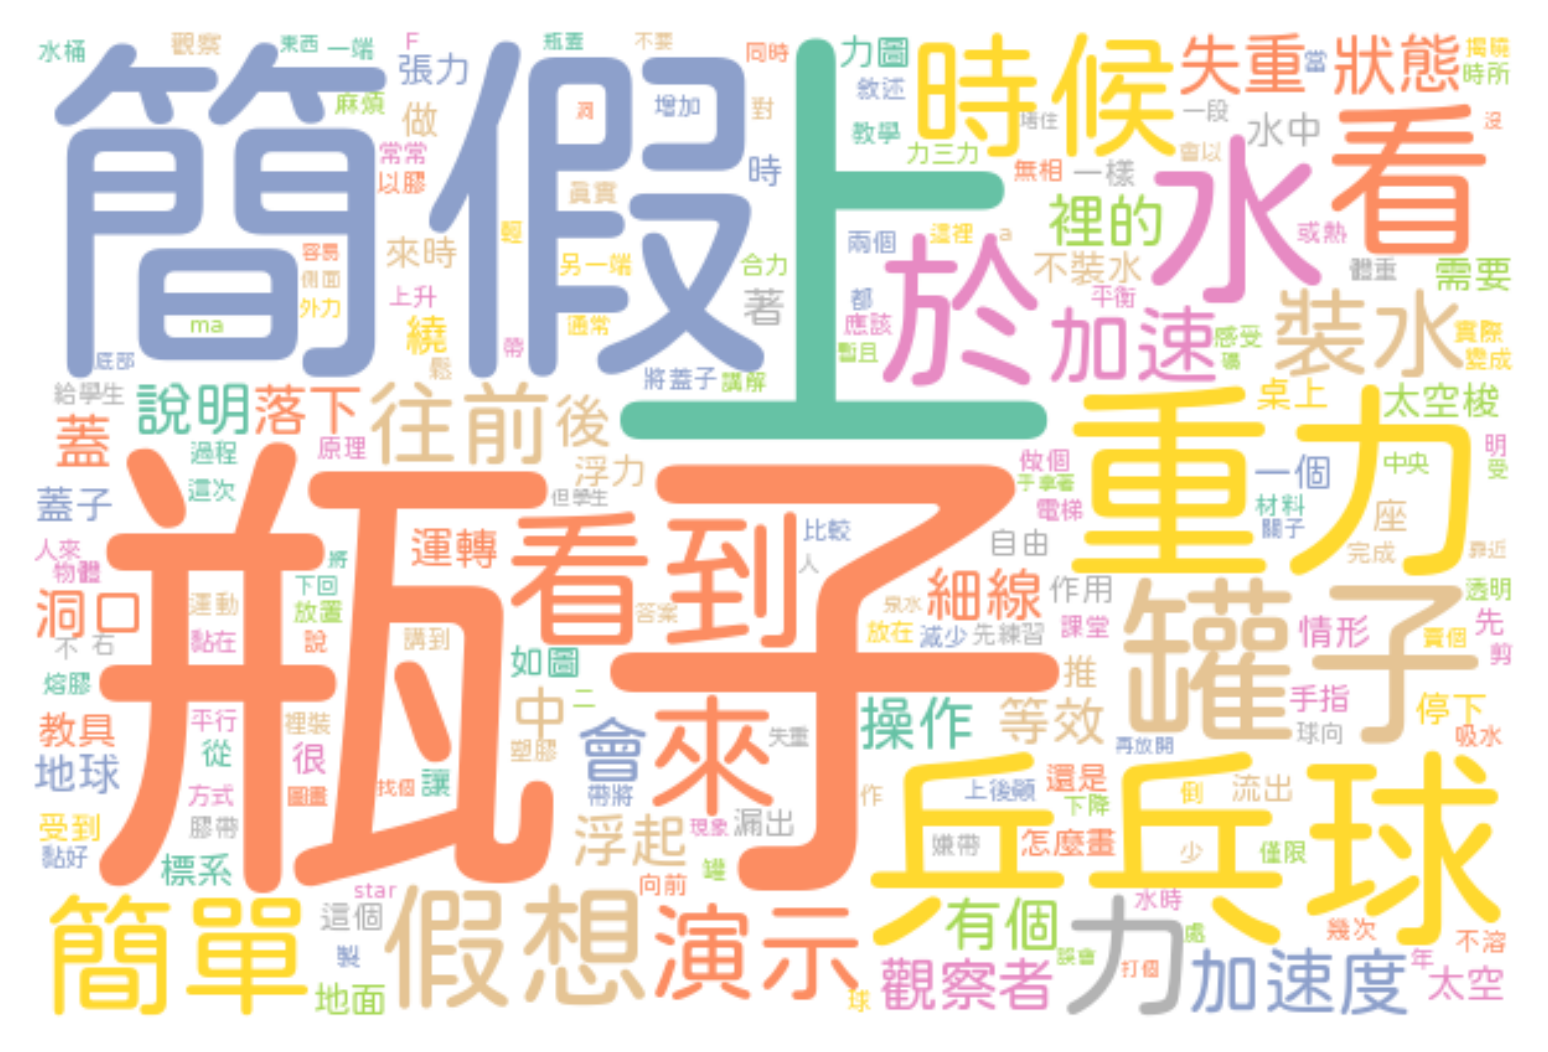 水桶 觀察 東西 一端 F 瓶蓋 不要 同時
張力 力圖 時候 失重 當 狀態 揭曉
時所
簡 假 上
麻煩 做 洞 增加 對 敘述 教學 堵住 一段 水中 看 沒
常常 以膠 真實 時 力三力 無相 一樣 會以 水
容易 側面 外力 來時 輕 另一端 合力 兩個 這裡 a 裡的 或熱
ma 上升 繞 通常 著 都 於 不裝水 平衡 體重 需要
底部 鬆 帶 將蓋子 講解 應該 暫且 加速 感受 礦 裝水 實際 變成
給學生 說明 落下 往前 後 桌上 太空梭
蓋 過程 原理 浮力 做個 重力 一個 中央 明 受
蓋子 這次 但學生 手拿著 電梯 材料 關子 座
瓶 子
人來 物體 將 下回 運轉 看到 比較 人 自由 完成 靠近
洞口 運動 放置 答案 泉水 細線 作用 罐子 透明
不 右 黏在 說 講到 放在 減少 先練習 課堂 情形 賣個 先 剪
熔膠 如圖 推 手指
教具 平行 裡裝 二 中 來 失重 操作 等效 再放開 球向 停下 吸水
地球 從 很 塑膠 會
方式 圖畫 找個 讓 帶將 作 乒乓球 上後顛 還是 下降 倒 流出
受到 膠帶 浮起 現象 漏出 嫌帶 怎麼畫 少 僅限
黏好 標系 star 向前 罐 水時
簡單 這個 假想 演示 有個 力 處 幾次 不溶
製 觀察者 誤會 打個 加速度 年 太空
地面 球